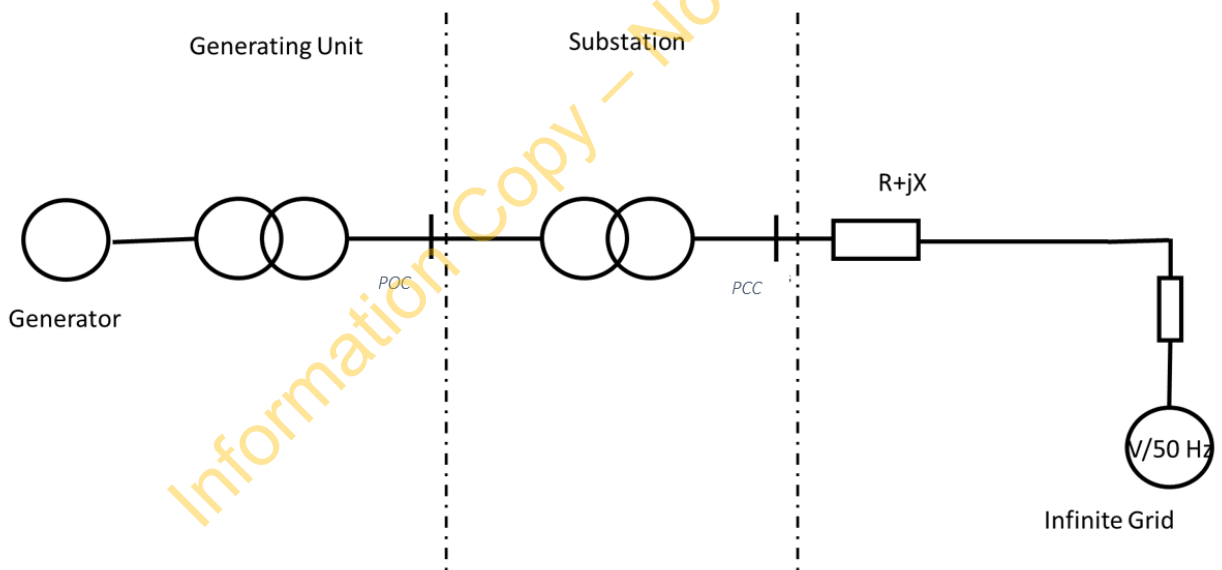 Generating Unit
Substation
R+jX
POC
PCC
Generator
V/50 Hz
Infinite Grid
Information Copy – No